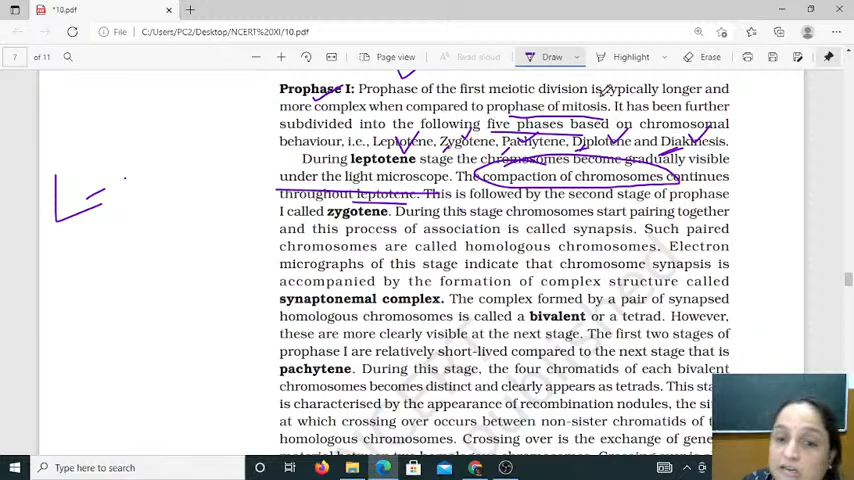 10.pdf
File C:/Users/PC2/Desktop/NCERT XI/10.pdf
7 of 11 Page view Read aloud Draw Highlight Erase
Prophase I: Prophase of the first meiotic division is typically longer and
more complex when compared to prophase of mitosis. It has been further
subdivided into the following five phases based on chromosomal
behaviour, i.e., Leptotene, Zygotene, Pachytene, Diplotene and Diakinesis.
During leptotene stage the chromosomes become gradually visible
under the light microscope. The compaction of chromosomes continues
throughout leptotene. This is followed by the second stage of prophase
I called zygotene. During this stage chromosomes start pairing together
and this process of association is called synapsis. Such paired
chromosomes are called homologous chromosomes. Electron
micrographs of this stage indicate that chromosome synapsis is
accompanied by the formation of complex structure called
synaptonemal complex. The complex formed by a pair of synapsed
homologous chromosomes is called a bivalent or a tetrad. However,
these are more clearly visible at the next stage. The first two stages of
prophase I are relatively short-lived compared to the next stage that is
pachytene. During this stage, the four chromatids of each bivalent
chromosomes becomes distinct and clearly appears as tetrads. This
is characterised by the appearance of recombination nodules, the
at which crossing over occurs between non-sister chromatids of
homologous chromosomes. Crossing over is the exchange of
L =
Type here to search